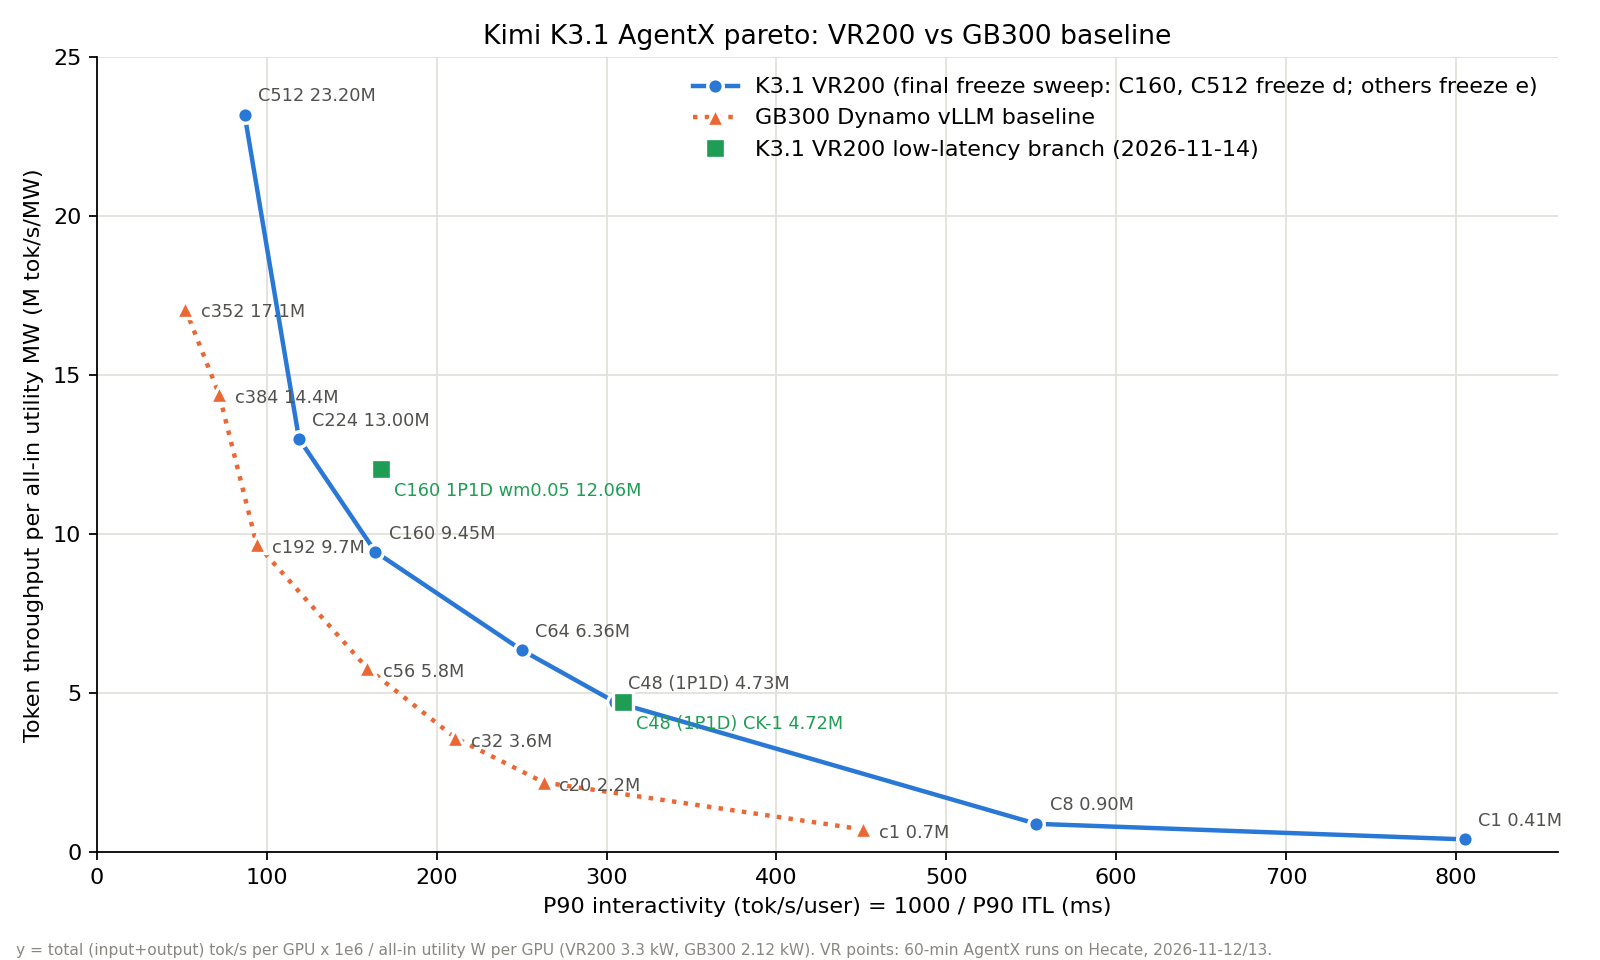 Kimi K3.1 AgentX pareto: VR200 vs GB300 baseline
K3.1 VR200 (final freeze sweep: C160, C512 freeze d; others freeze e)
GB300 Dynamo vLLM baseline
K3.1 VR200 low-latency branch (2026-11-14)
Token throughput per all-in utility MW (M tok/s/MW)
25
20
15
10
5
0
C512 23.20M
c352 17.1M
c384 14.4M
C224 13.00M
C160 1P1D wm0.05 12.06M
C160 9.45M
c192 9.7M
C64 6.36M
c56 5.8M
C48 (1P1D) 4.73M
C48 (1P1D) CK-1 4.72M
c32 3.6M
c20 2.2M
C8 0.90M
c1 0.7M
C1 0.41M
0 100 200 300 400 500 600 700 800
P90 interactivity (tok/s/user) = 1000 / P90 ITL (ms)
y = total (input+output) tok/s per GPU x 1e6 / all-in utility W per GPU (VR200 3.3 kW, GB300 2.12 kW). VR points: 60-min AgentX runs on Hecate, 2026-11-12/13.